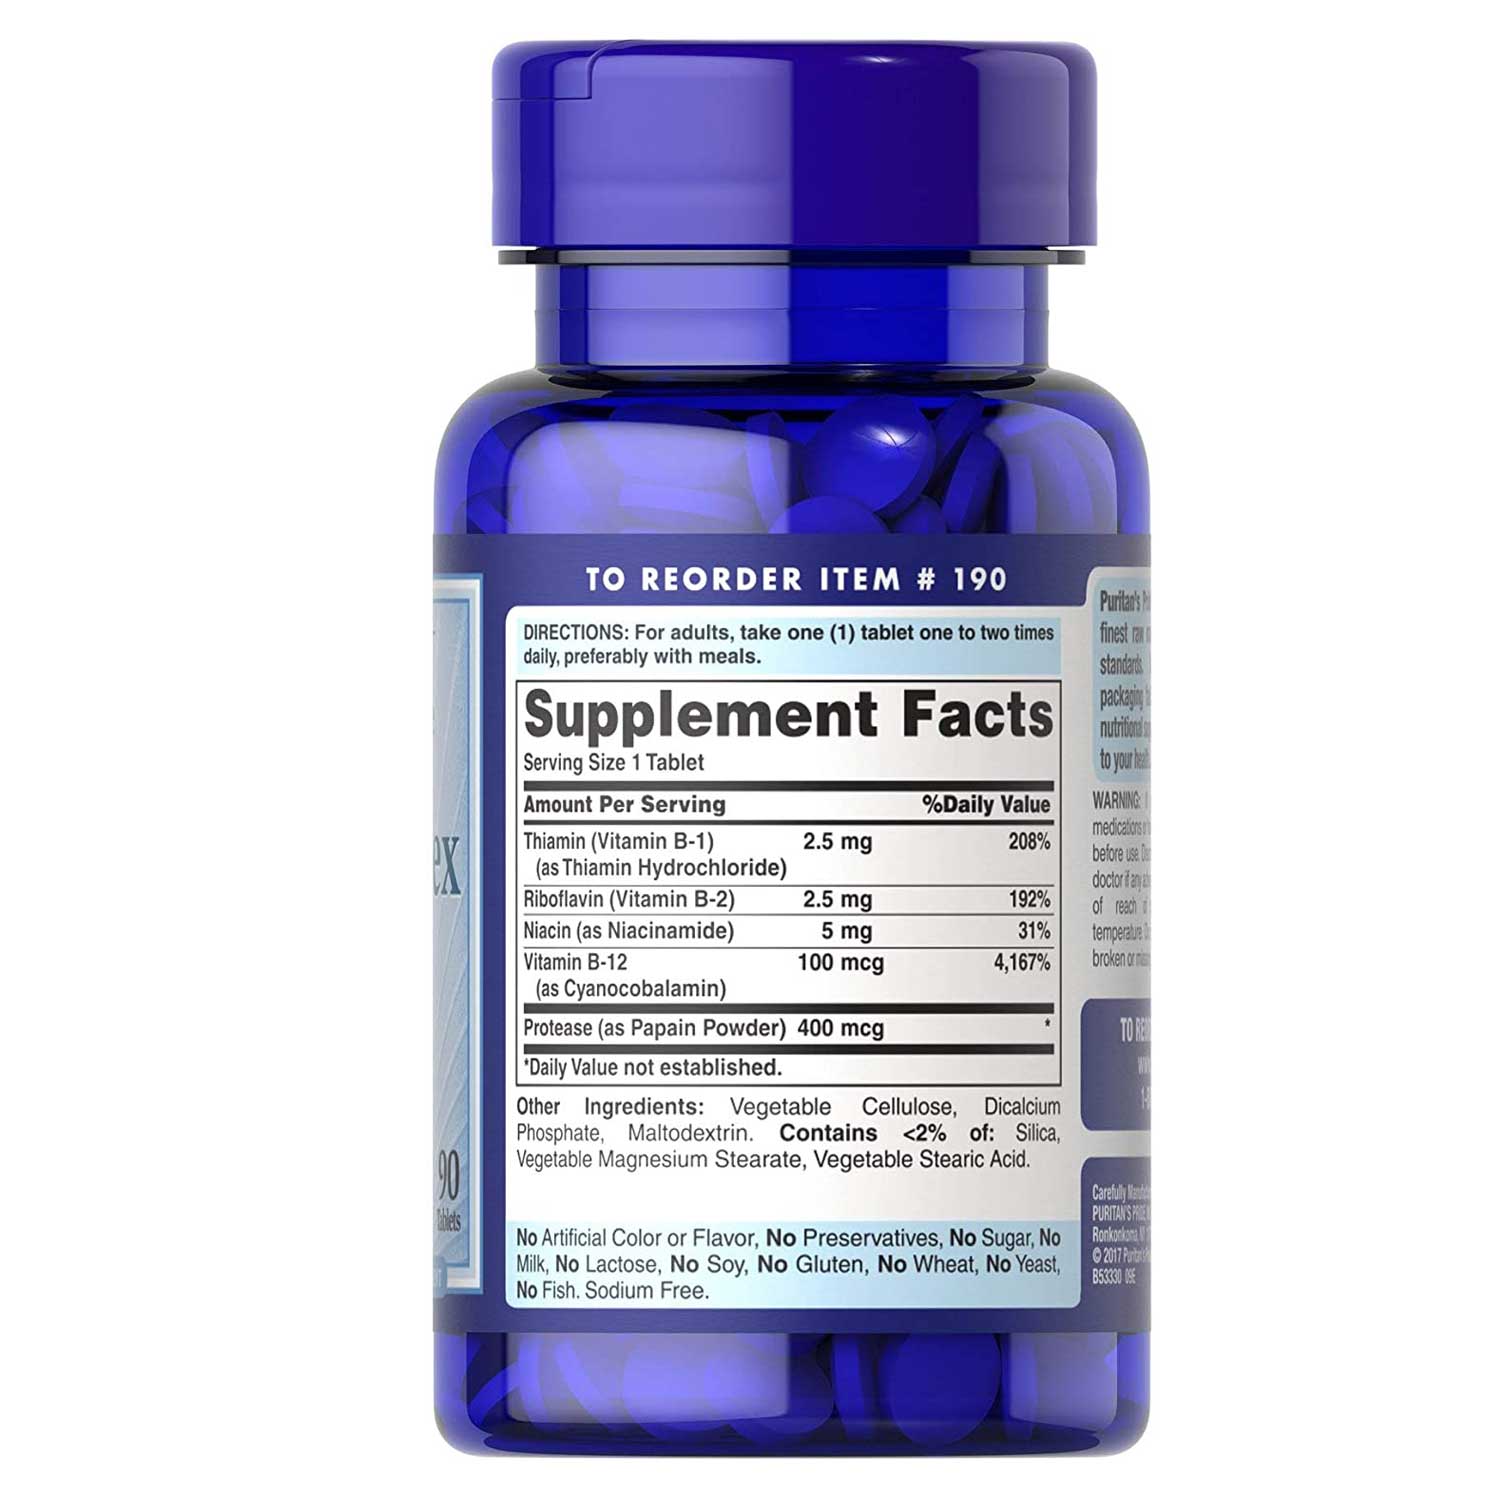 TO REORDER ITEM # 190
DIRECTIONS: For adults, take one (1) tablet one to two times
daily, preferably with meals.
Supplement Facts
Serving Size 1 Tablet
Amount Per Serving %Daily Value
Thiamin (Vitamin B-1) 2.5 mg 208%
(as Thiamin Hydrochloride)
Riboflavin (Vitamin B-2) 2.5 mg 192%
Niacin (as Niacinamide) 5 mg 31%
Vitamin B-12 100 mcg 4,167%
(as Cyanocobalamin)
Protease (as Papain Powder) 400 mcg *
*Daily Value not established.
Other Ingredients: Vegetable Cellulose, Dicalcium
Phosphate, Maltodextrin. Contains <2% of: Silica,
Vegetable Magnesium Stearate, Vegetable Stearic Acid.
No Artificial Color or Flavor, No Preservatives, No Sugar, No
Milk, No Lactose, No Soy, No Gluten, No Wheat, No Yeast,
No Fish. Sodium Free.
ex
90
Tablets
Puritan's
finest raw
standards.
packaging
nutritional
to your
WARNING:
medications
before use.
doctor if any
of reach
temperature.
broken or
TO
Carefully
PURITAN'S PRIDE,
Ronkonkoma,
© 2017
B53330 09E